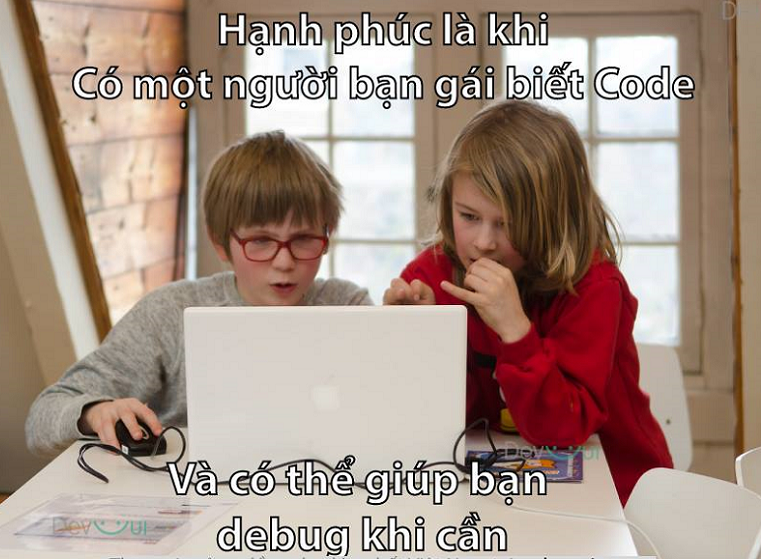 Hạnh phúc là khi
Có một người bạn gái biết Code
Và có thể giúp bạn
debug khi cần